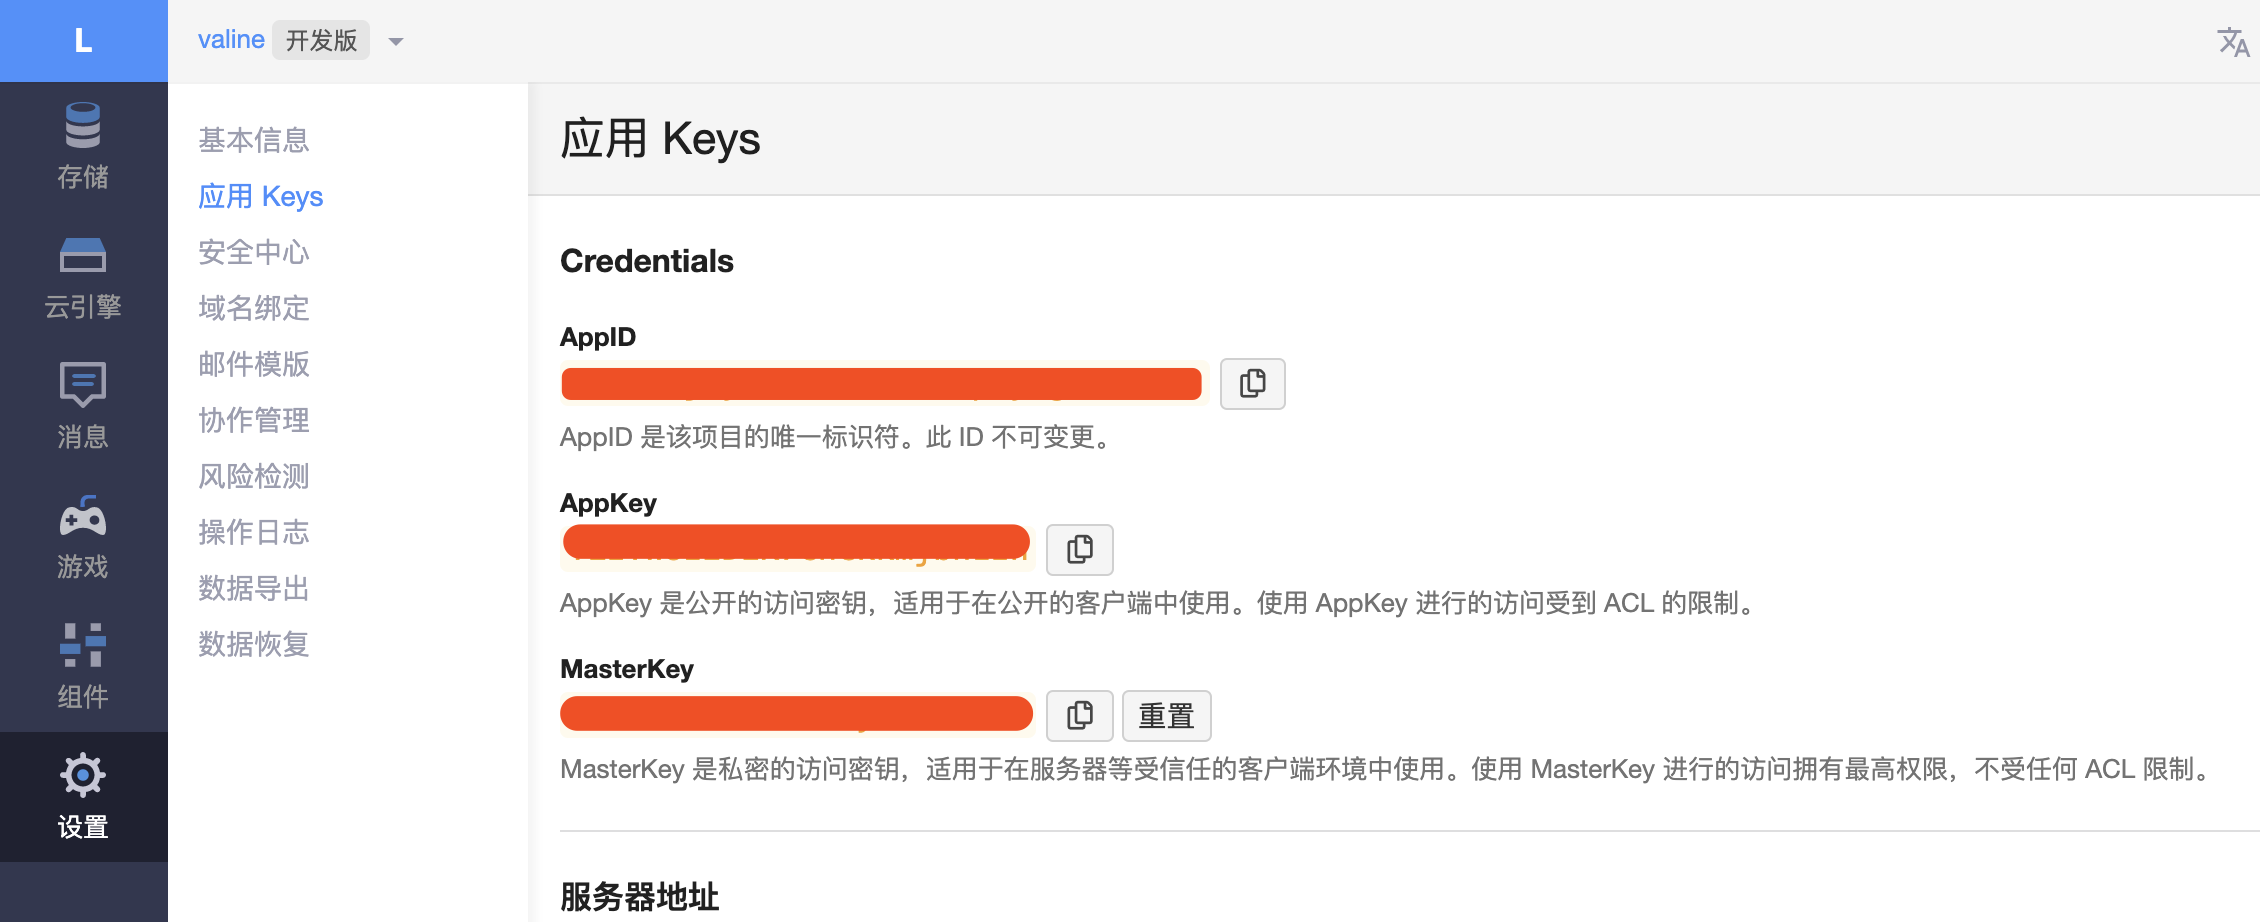 L
valine 开发版
存储
云引擎
消息
游戏
组件
设置
基本信息
应用 Keys
安全中心
域名绑定
邮件模版
协作管理
风险检测
操作日志
数据导出
数据恢复
应用 Keys
Credentials
AppID
AppID 是该项目的唯一标识符。此 ID 不可变更。
AppKey
AppKey 是公开的访问密钥，适用于在公开的客户端中使用。使用 AppKey 进行的访问受到 ACL 的限制。
MasterKey
重置
MasterKey 是私密的访问密钥，适用于在服务器等受信任的客户端环境中使用。使用 MasterKey 进行的访问拥有最高权限，不受任何 ACL 限制。
服务器地址